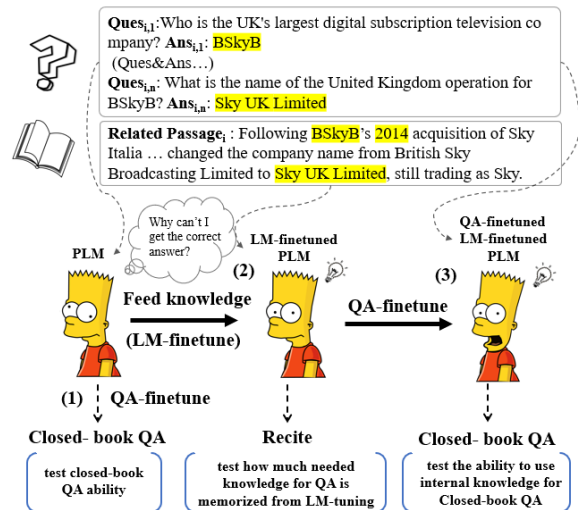 Ques_i,1:Who is the UK's largest digital subscription television co
mpany? Ans_i,1: BSkyB
(Ques&Ans…)
Ques_i,n: What is the name of the United Kingdom operation for
BSkyB? Ans_i,n: Sky UK Limited
Related Passage_i : Following BSkyB's 2014 acquisition of Sky
Italia … changed the company name from British Sky
Broadcasting Limited to Sky UK Limited, still trading as Sky.
Why can't I
get the correct
answer?
PLM
(2)
LM-finetuned
PLM
QA-finetuned
LM-finetuned
PLM
(3)
Feed knowledge
(LM-finetune)
QA-finetune
(1)
QA-finetune
Closed- book QA
Recite
Closed- book QA
test closed-book
QA ability
test how much needed
knowledge for QA is
memorized from LM-tuning
test the ability to use
internal knowledge for
Closed-book QA